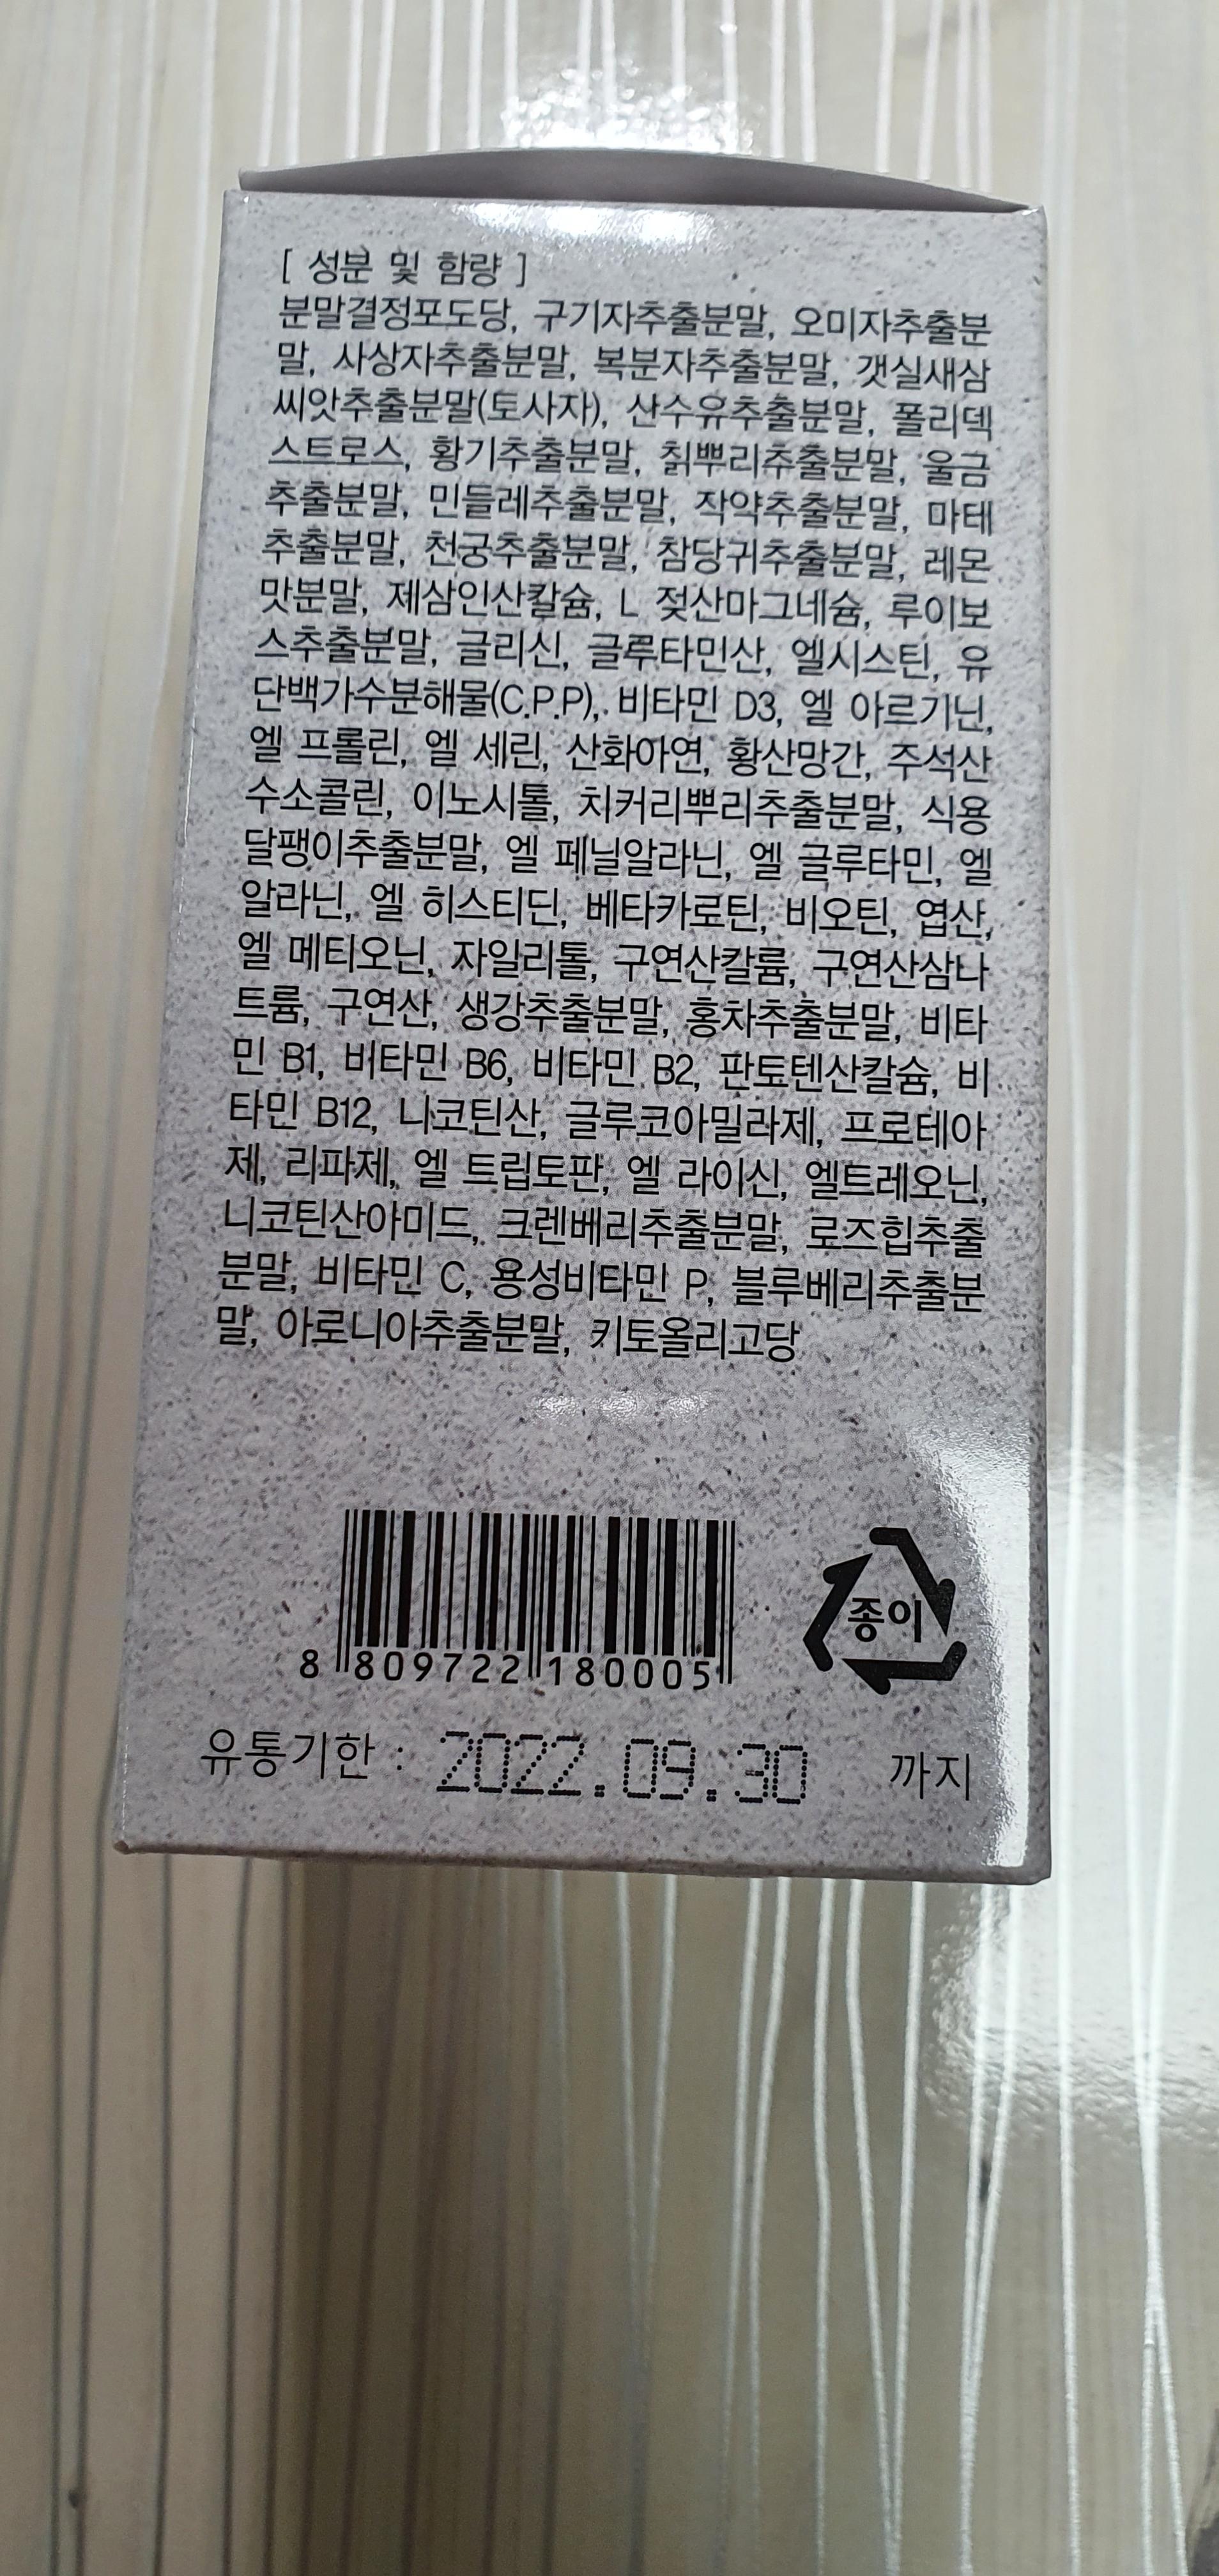 [ 성분 및 함량 ]
분말결정포도당, 구기자추출분말, 오미자추출분
말, 사상자추출분말, 복분자추출분말, 갯실새삼
씨앗추출분말(토사자), 산수유추출분말, 폴리덱
스트로스, 황기추출분말, 칡뿌리추출분말, 울금
추출분말, 민들레추출분말, 작약추출분말, 마테
추출분말, 천궁추출분말, 참당귀추출분말, 레몬
맛분말, 제삼인산칼슘, L 젖산마그네슘, 루이보
스추출분말, 글리신, 글루타민산, 엘시스틴, 유
단백가수분해물(C.P.P), 비타민 D3, 엘 아르기닌,
엘 프롤린, 엘 세린, 산화아연, 황산망간, 주석산
수소콜린, 이노시톨, 치커리뿌리추출분말, 식용
달팽이추출분말, 엘 페닐알라닌, 엘 글루타민, 엘
알라닌, 엘 히스티딘, 베타카로틴, 비오틴, 엽산,
엘 메티오닌, 자일리톨, 구연산칼륨, 구연산삼나
트륨, 구연산, 생강추출분말, 홍차추출분말, 비타
민 B1, 비타민 B6, 비타민 B2, 판토텐산칼슘, 비
타민 B12, 니코틴산, 글루코아밀라제, 프로테아
제, 리파제, 엘 트립토판, 엘 라이신, 엘트레오닌,
니코틴산아미드, 크렌베리추출분말, 로즈힙추출
분말, 비타민 C, 용성비타민 P, 블루베리추출분
말, 아로니아추출분말, 키토올리고당
종이
8 809722 180005
유통기한 : 2022.09.30 까지